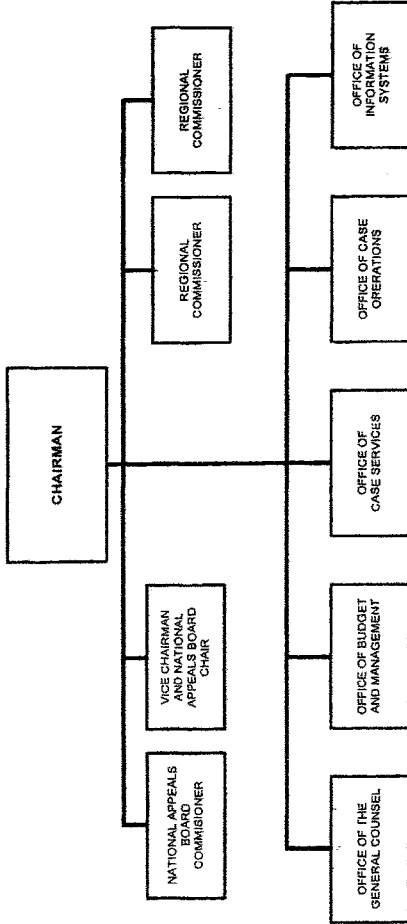 CHAIRMAN
NATIONAL APPEALS
BOARD
COMMISIONER
VICE CHAIRMAN
AND NATIONAL
APPEALS BOARD
CHAIR
REGIONAL
COMMISSIONER
REGIONAL
COMMISSIONER
OFFICE OF THE
GENERAL COUNSEL
OFFICE OF BUDGET
AND MANAGEMENT
OFFICE OF
CASE SERVICES
OFFICE OF CASE
ORERATIONS
OFFICE OF
INFORMATION
SYSTEMS